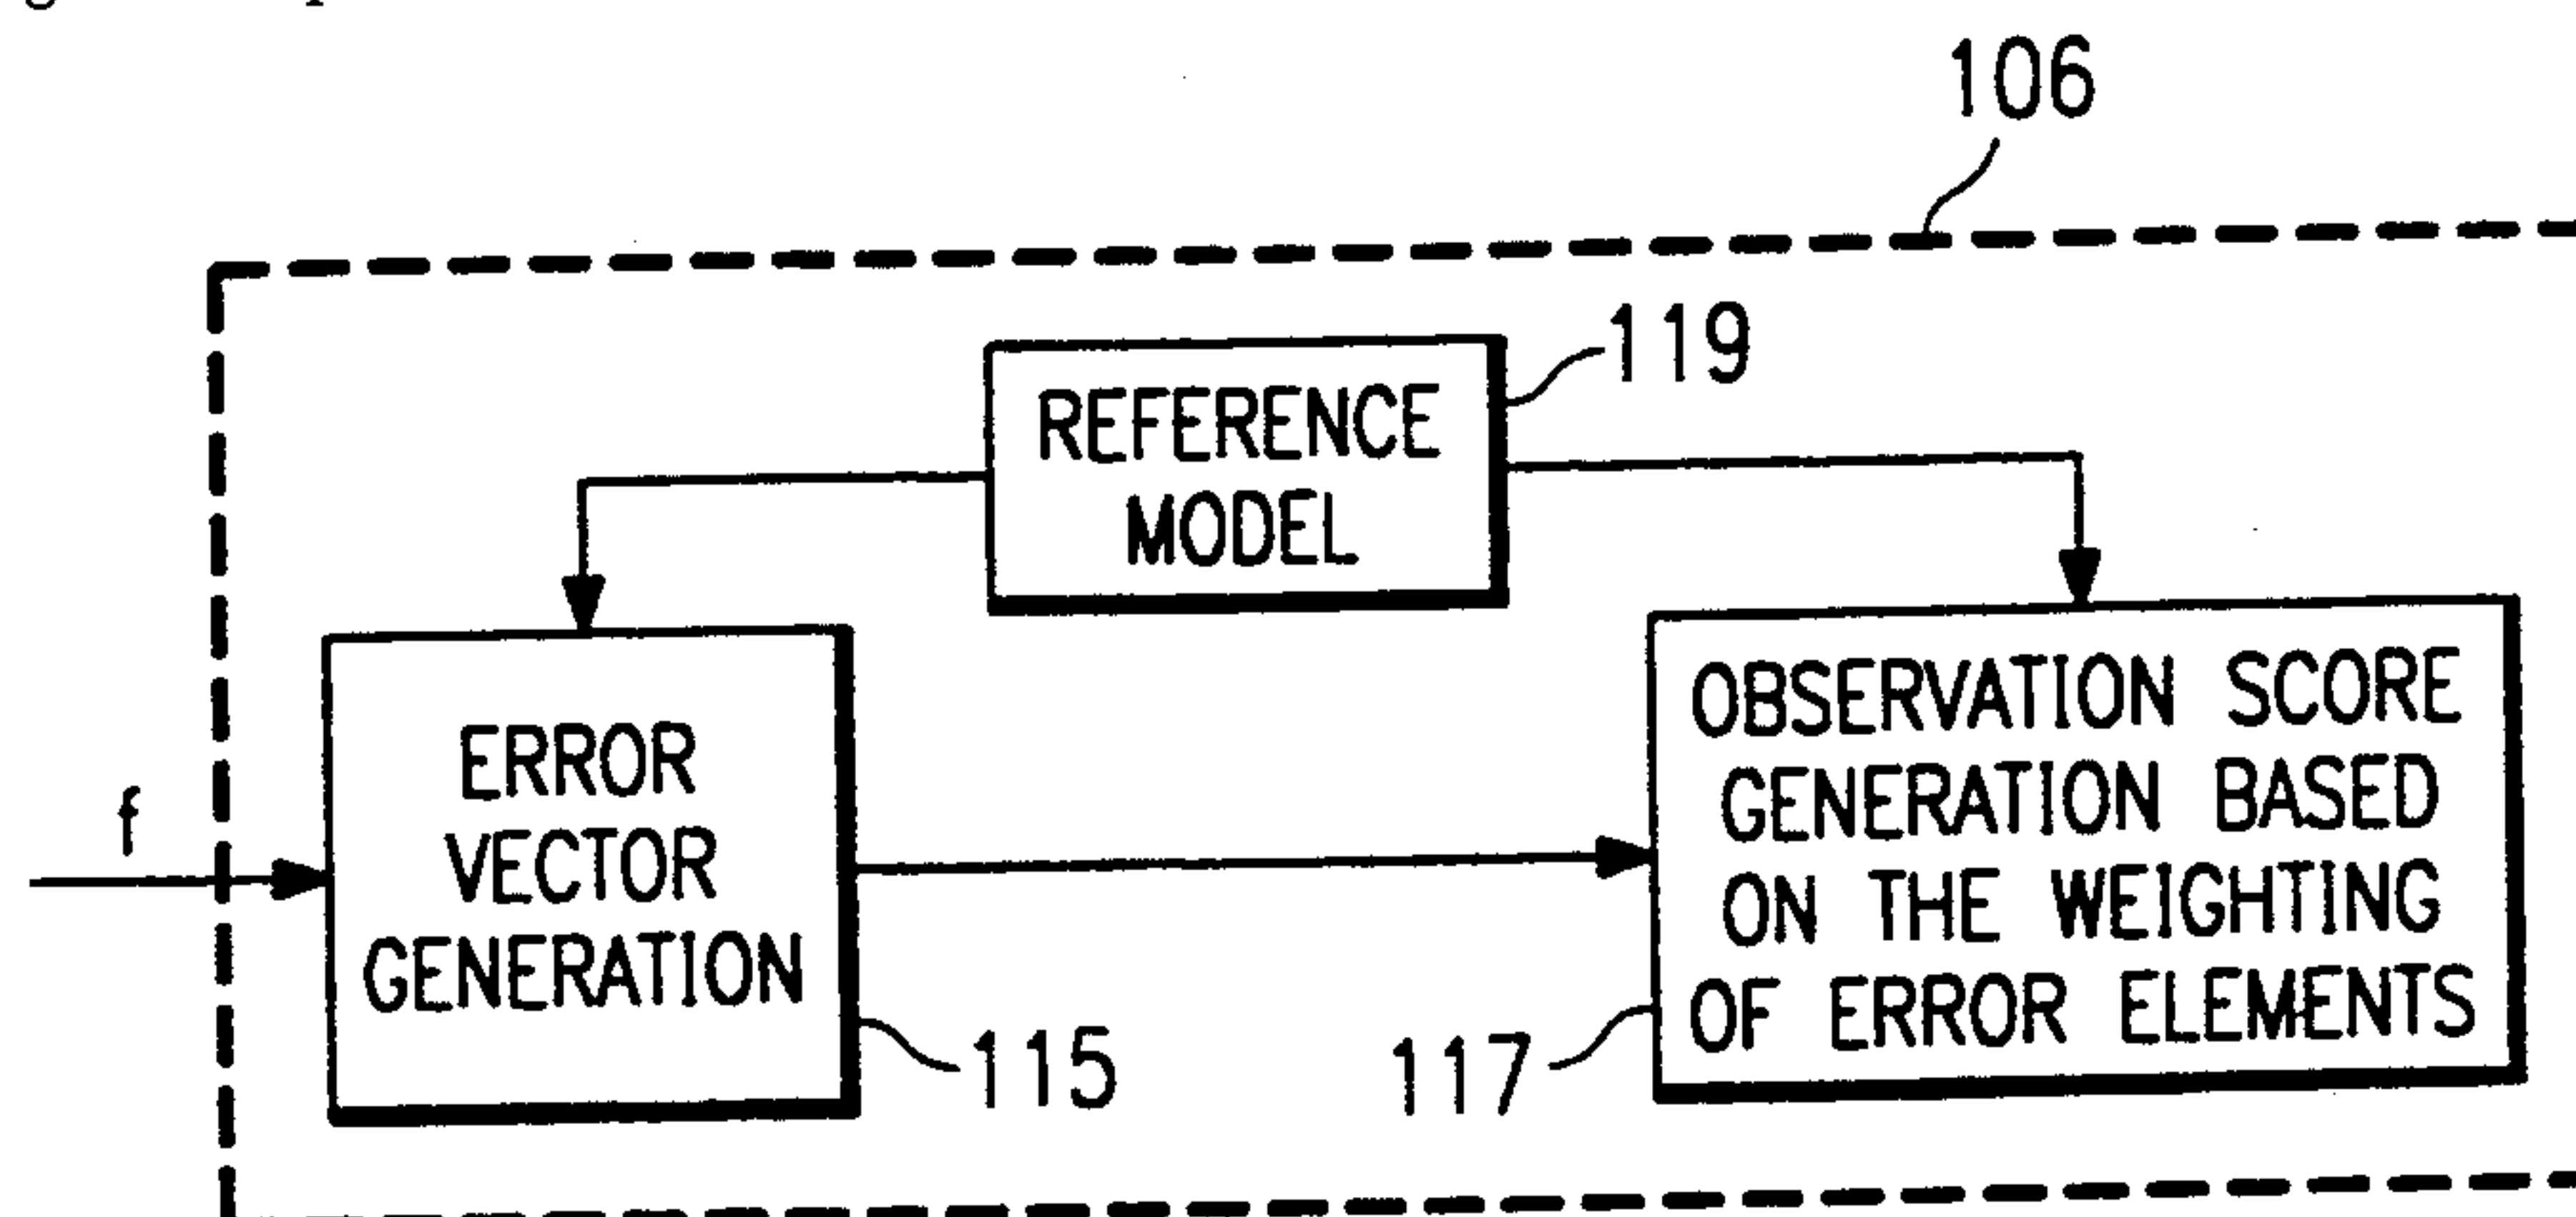 106
REFERENCE
MODEL
119
f
ERROR
VECTOR
GENERATION
115
OBSERVATION SCORE
GENERATION BASED
ON THE WEIGHTING
OF ERROR ELEMENTS
117